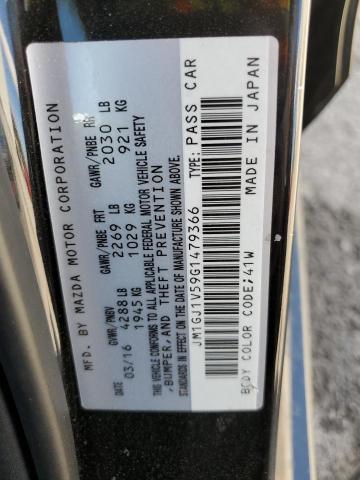 MFD. BY MAZDA MOTOR CORPORATION
GVWR/PNBV GAWR/PNBE FRT GAWR/PNBE RR
DATE
03/16 4288 LB 2269 LB 2030 LB
1945 KG 1029 KG 921 KG
THIS VEHICLE CONFORMS TO ALL APPLICABLE FEDERAL MOTOR VEHICLE SAFETY
,BUMPER, AND THEFT PREVENTION
STANDARDS IN EFFECT ON THE DATE OF MANUFACTURE SHOWN ABOVE.
JM1GJ1V59G1479366 TYPE: PASS CAR
BODY COLOR CODE;41W MADE IN JAPAN